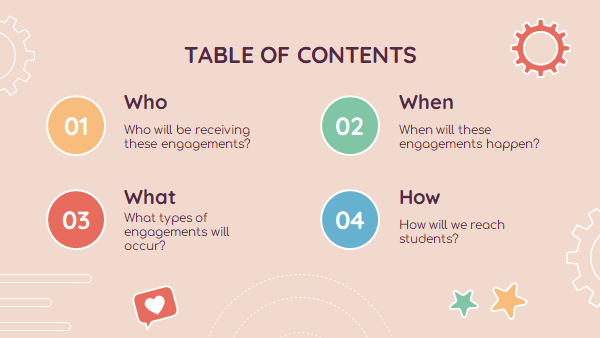 TABLE OF CONTENTS
01
Who
Who will be receiving
these engagements?
02
When
When will these
engagements happen?
03
What
What types of
engagements will
occur?
04
How
How will we reach
students?